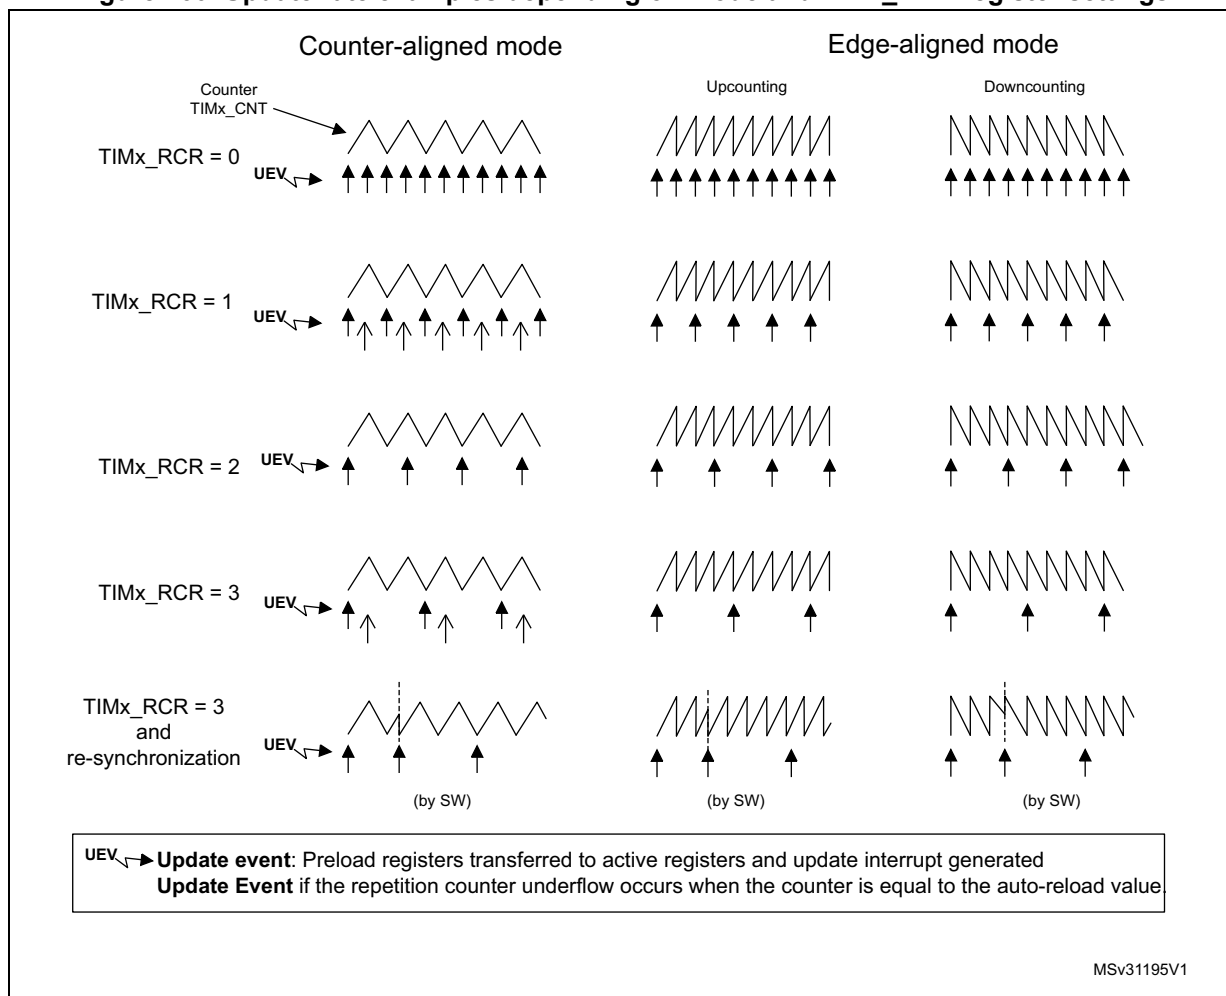 Counter-aligned mode
Edge-aligned mode
Counter
TIMx_CNT
Upcounting
Downcounting
TIMx_RCR = 0
UEV
TIMx_RCR = 1
UEV
TIMx_RCR = 2
UEV
TIMx_RCR = 3
UEV
TIMx_RCR = 3
and
re-synchronization
UEV
(by SW)
(by SW)
(by SW)
UEV Update event: Preload registers transferred to active registers and update interrupt generated
Update Event if the repetition counter underflow occurs when the counter is equal to the auto-reload value.
MSv31195V1